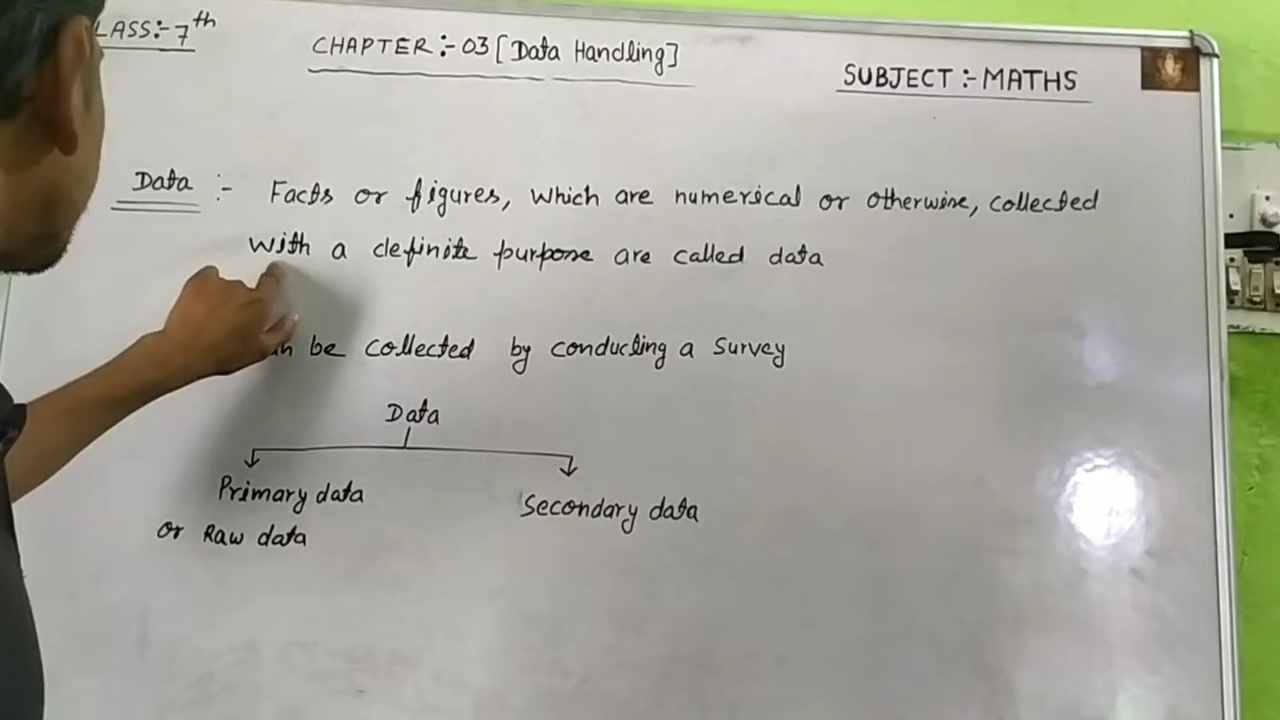 LASS:- 7th
CHAPTER:- 03 [Data Handling]
SUBJECT:- MATHS
Data :- Facts or figures, which are numerical or otherwise, collected
with a definite purpose are called data
be collected by conducting a survey
Data
Primary data
or Raw data
Secondary data